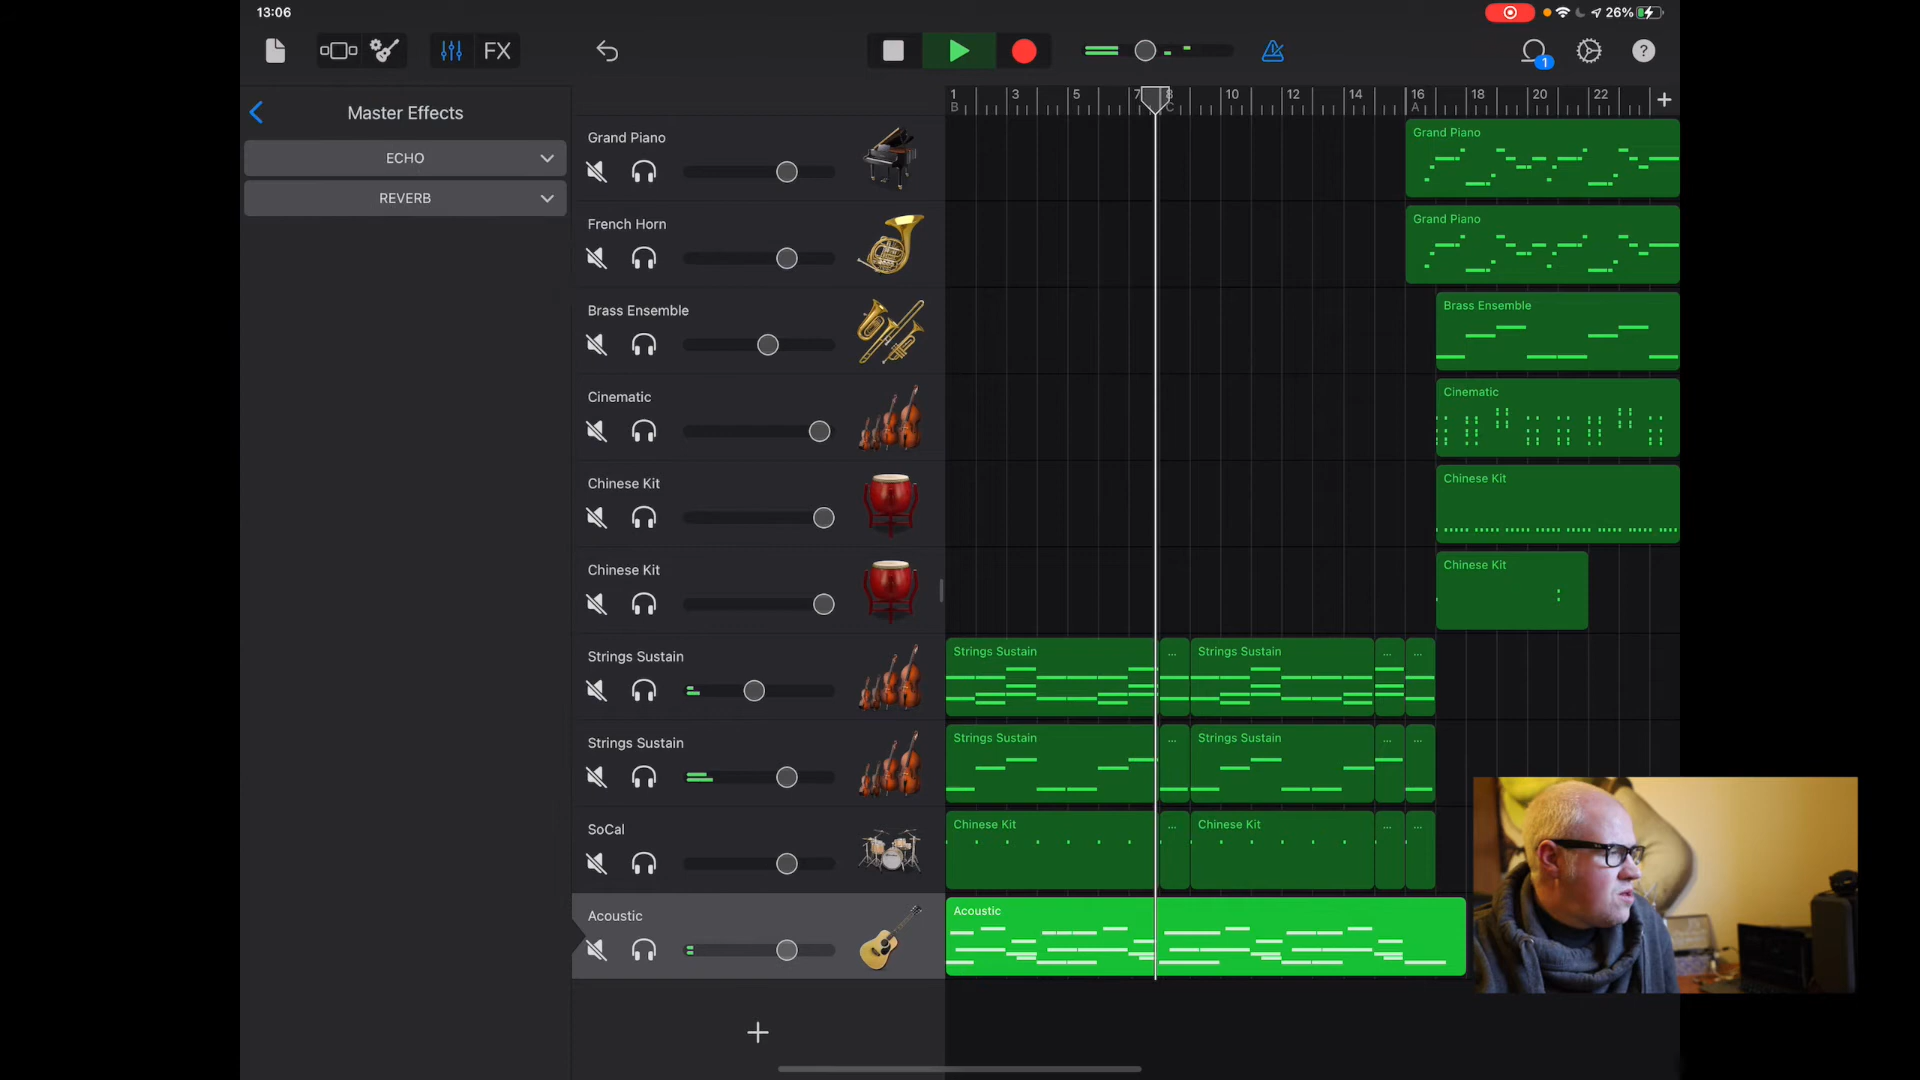 13:06
26%
FX
1
?
Master Effects
ECHO
REVERB
1 3 5 7 8 10 12 14 16 18 20 22
B C A
Grand Piano
Grand Piano
French Horn
Grand Piano
Brass Ensemble
Brass Ensemble
Cinematic
Cinematic
Chinese Kit
Chinese Kit
Chinese Kit
Chinese Kit
Strings Sustain
Strings Sustain ... Strings Sustain ... ...
Strings Sustain
Strings Sustain ... Strings Sustain ... ...
SoCal
Chinese Kit ... Chinese Kit ... ...
Acoustic
Acoustic